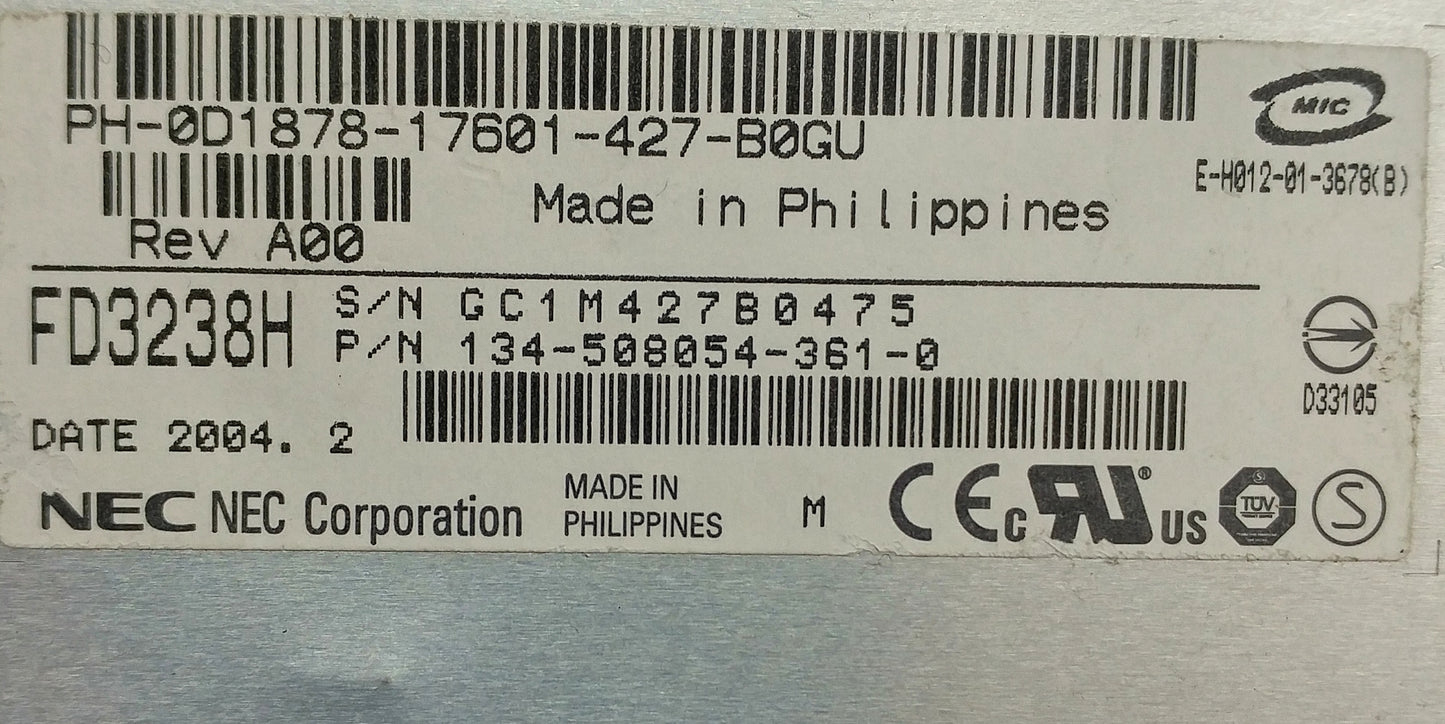 PH-0D1878-17601-427-B0GU
MIC
E-H012-01-3678(B)
Made in Philippines
Rev A00
FD3238H
S/N GC1M427B0475
P/N 134-508054-361-0
D33105
DATE 2004. 2
NEC NEC Corporation
MADE IN
PHILIPPINES
M
CE
c RU ® US
TÜV
S